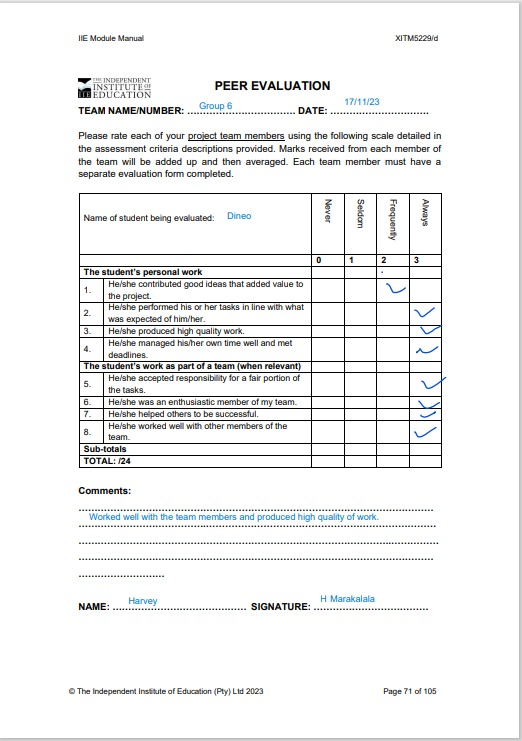 IIE Module Manual XITM5229/d
THE INDEPENDENT
INSTITUTE OF
EDUCATION
IIE
PEER EVALUATION
TEAM NAME/NUMBER: Group 6 DATE: 17/11/23
Please rate each of your project team members using the following scale detailed in
the assessment criteria descriptions provided. Marks received from each member of
the team will be added up and then averaged. Each team member must have a
separate evaluation form completed.
Name of student being evaluated: Dineo Never Seldom Frequently Always
0 1 2 3
The student's personal work
1. He/she contributed good ideas that added value to
the project.
2. He/she performed his or her tasks in line with what
was expected of him/her.
3. He/she produced high quality work.
4. He/she managed his/her own time well and met
deadlines.
The student's work as part of a team (when relevant)
5. He/she accepted responsibility for a fair portion of
the tasks.
6. He/she was an enthusiastic member of my team.
7. He/she helped others to be successful.
8. He/she worked well with other members of the
team.
Sub-totals
TOTAL: /24
Comments:
Worked well with the team members and produced high quality of work.
NAME: Harvey SIGNATURE: H Marakalala
© The Independent Institute of Education (Pty) Ltd 2023 Page 71 of 105